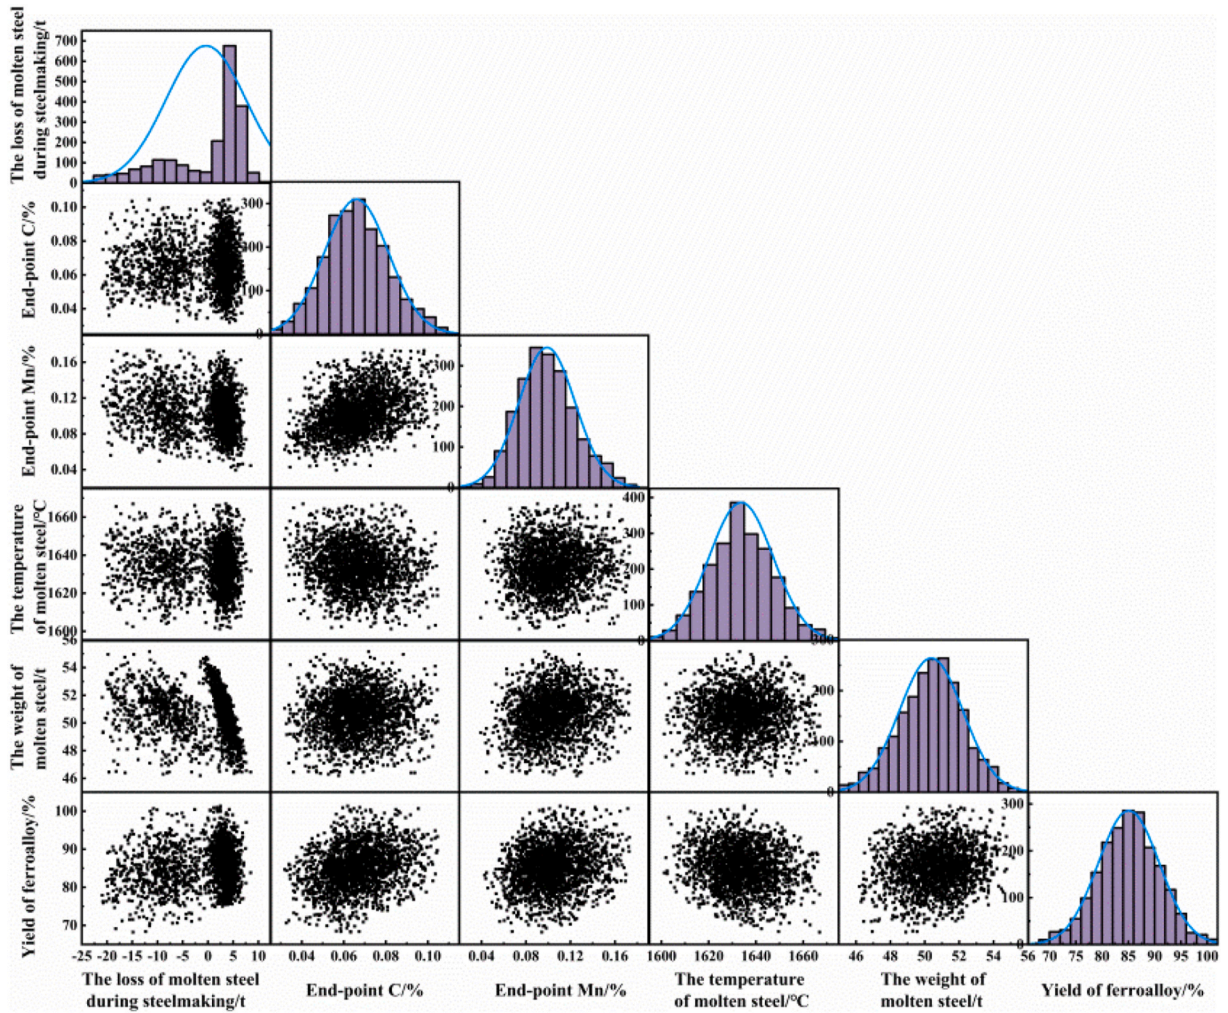 The loss of molten steel
during steelmaking/t
700
600
500
400
300
200
100
0
End-point C/%
0.10
0.08
0.06
0.04
300
200
100
0
End-point Mn/%
0.16
0.12
0.08
0.04
300
200
100
0
The temperature
of molten steel/°C
1660
1640
1620
1600
400
300
200
100
0
The weight of
molten steel/t
56
54
52
50
48
46
300
200
100
0
Yield of ferroalloy/%
100
90
80
70
300
200
100
0
-25 -20 -15 -10 -5 0 5 10
0.04 0.06 0.08 0.10
0.04 0.08 0.12 0.16
1600 1620 1640 1660
46 48 50 52 54 56
70 75 80 85 90 95 100
The loss of molten steel
during steelmaking/t
End-point C/%
End-point Mn/%
The temperature
of molten steel/°C
The weight of
molten steel/t
Yield of ferroalloy/%